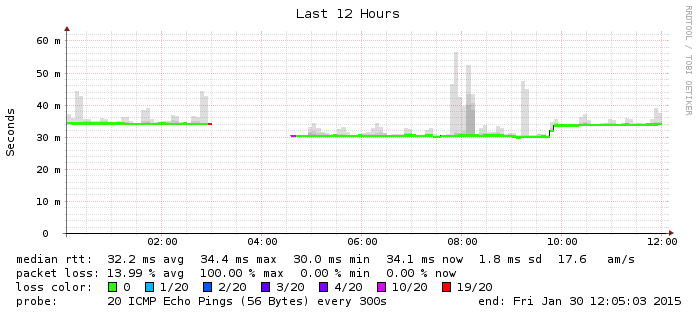 Last 12 Hours
RRDTOOL / TOBI OETIKER
Seconds
60 m
50 m
40 m
30 m
20 m
10 m
0
02:00 04:00 06:00 08:00 10:00 12:00
median rtt: 32.2 ms avg 34.4 ms max 30.0 ms min 34.1 ms now 1.8 ms sd 17.6 am/s
packet loss: 13.99 % avg 100.00 % max 0.00 % min 0.00 % now
loss color: 0 1/20 2/20 3/20 4/20 10/20 19/20
probe: 20 ICMP Echo Pings (56 Bytes) every 300s end: Fri Jan 30 12:05:03 2015